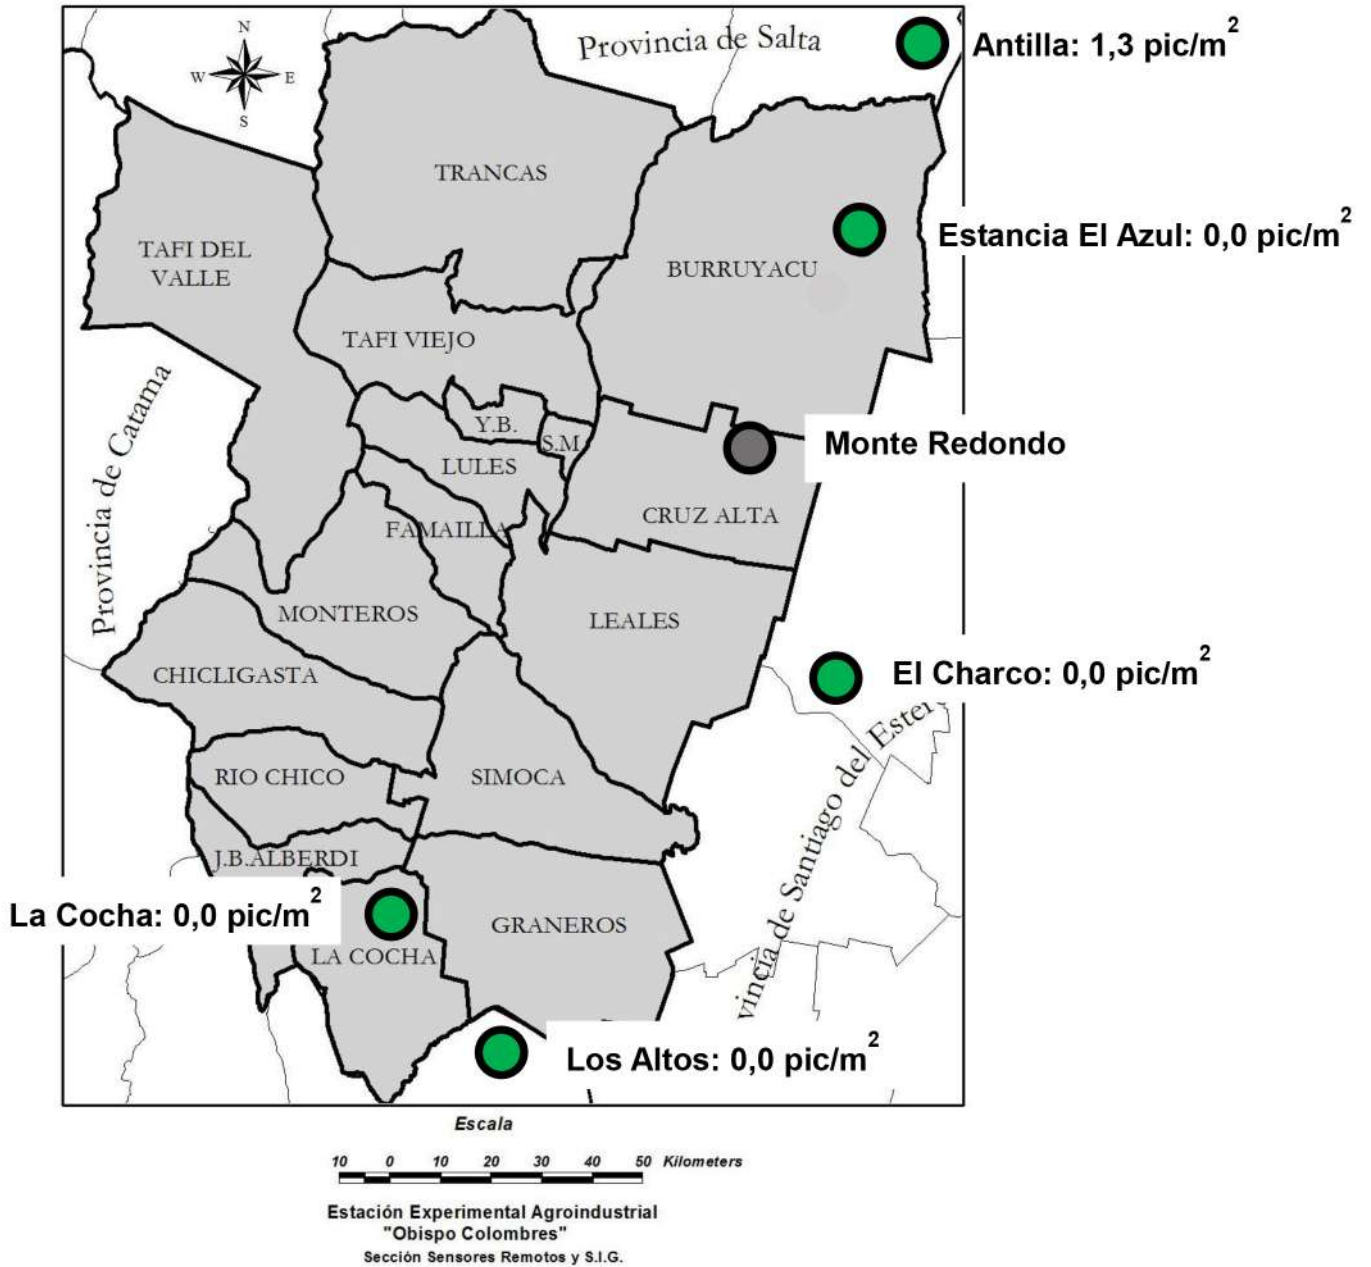 N
W E
S
Provincia de Salta
Antilla: 1,3 pic/m²
TRANCAS
TAFI DEL
VALLE
Estancia El Azul: 0,0 pic/m²
BURRUYACU
TAFI VIEJO
Provincia de Catama
Y.B.
S.M
Monte Redondo
LULES
CRUZ ALTA
FAMAILLA
MONTEROS
LEALES
CHICLIGASTA
El Charco: 0,0 pic/m²
RIO CHICO
SIMOCA
vincia de Santiago del Ester
J.B.ALBERDI
La Cocha: 0,0 pic/m²
GRANEROS
LA COCHA
Los Altos: 0,0 pic/m²
Escala
10 0 10 20 30 40 50 Kilometers
Estación Experimental Agroindustrial
"Obispo Colombres"
Sección Sensores Remotos y S.I.G.